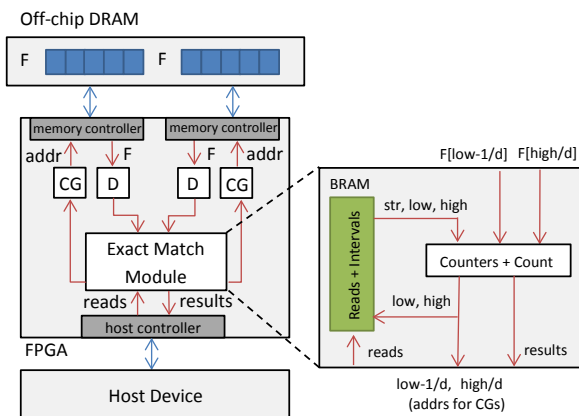 Off-chip DRAM
F
F
memory controller
memory controller
addr
F
F
addr
CG
D
D
CG
Exact Match
Module
reads
results
host controller
FPGA
Host Device
F[low-1/d]
F[high/d]
BRAM
str, low, high
Reads + Intervals
Counters + Count
low, high
reads
results
low-1/d, high/d
(addrs for CGs)